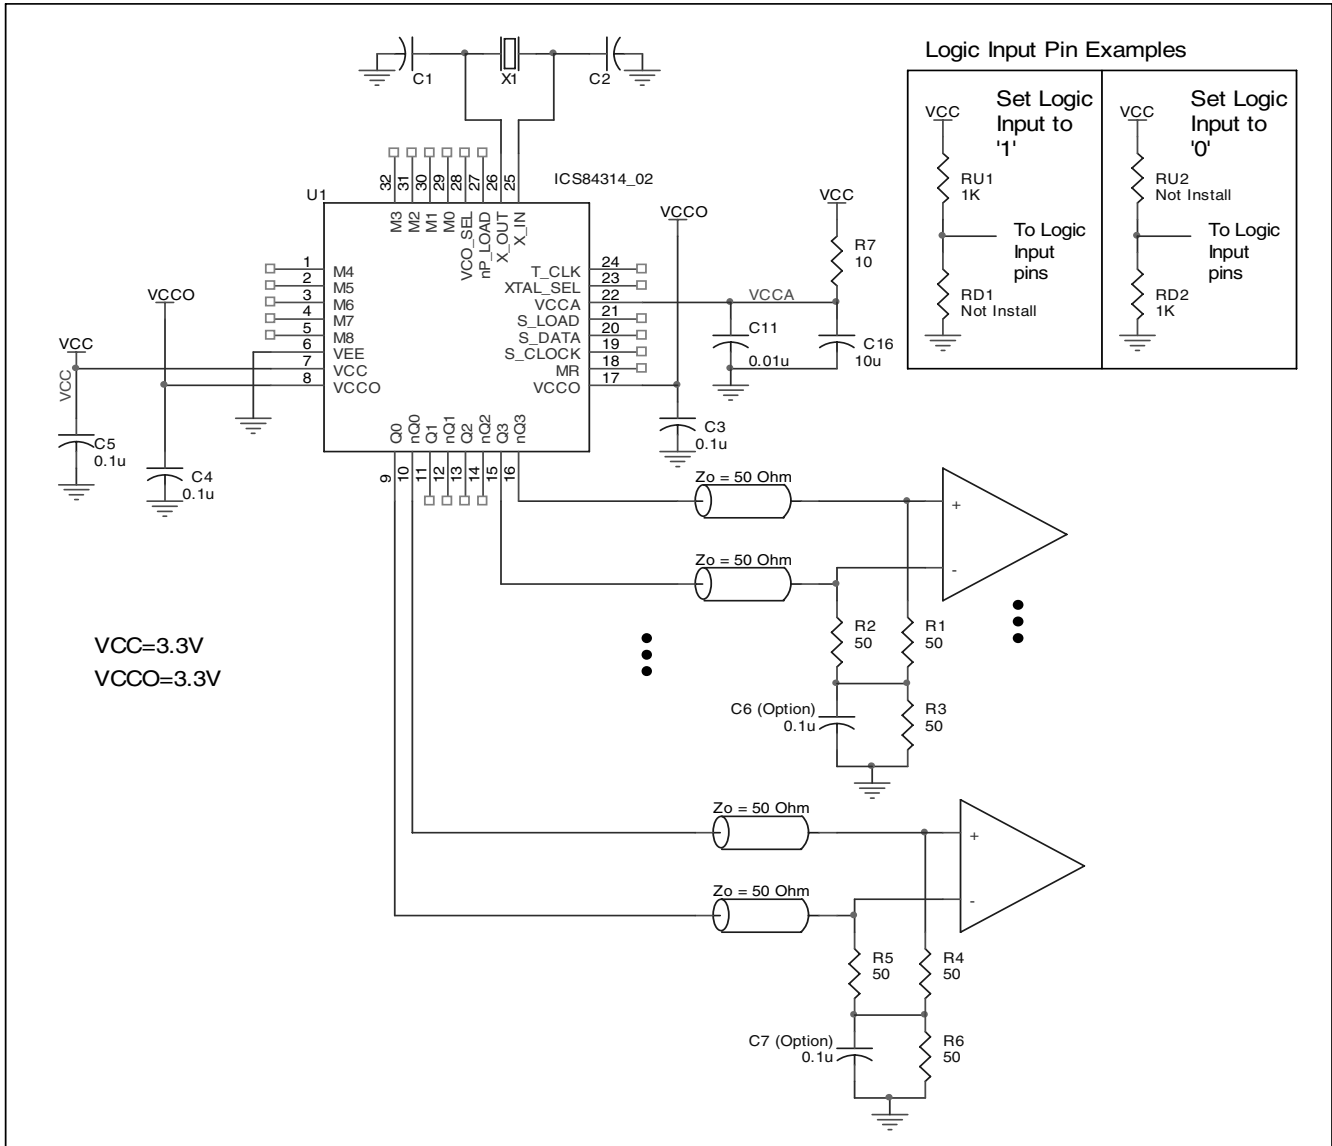 C1
X1
C2
Logic Input Pin Examples
VCC
Set Logic
Input to
'1'
RU1
1K
To Logic
Input
pins
RD1
Not Install
VCC
Set Logic
Input to
'0'
RU2
Not Install
To Logic
Input
pins
RD2
1K
U1
ICS84314_02
32
31
30
29
28
27
26
25
M3
M2
M1
M0
VCO_SEL
nP_LOAD
X_OUT
X_IN
1
2
3
4
5
6
7
8
M4
M5
M6
M7
M8
VEE
VCC
VCCO
T_CLK
XTAL_SEL
VCCA
S_LOAD
S_DATA
S_CLOCK
MR
VCCO
24
23
22
21
20
19
18
17
Q0
nQ0
Q1
nQ1
Q2
nQ2
Q3
nQ3
9
10
11
12
13
14
15
16
VCCO
VCC
VCC
C5
0.1u
C4
0.1u
VCCO
VCC
R7
10
VCCA
C11
0.01u
C16
10u
C3
0.1u
Zo = 50 Ohm
+
Zo = 50 Ohm
-
R2
50
R1
50
C6 (Option)
0.1u
R3
50
VCC=3.3V
VCCO=3.3V
Zo = 50 Ohm
+
Zo = 50 Ohm
-
R5
50
R4
50
C7 (Option)
0.1u
R6
50